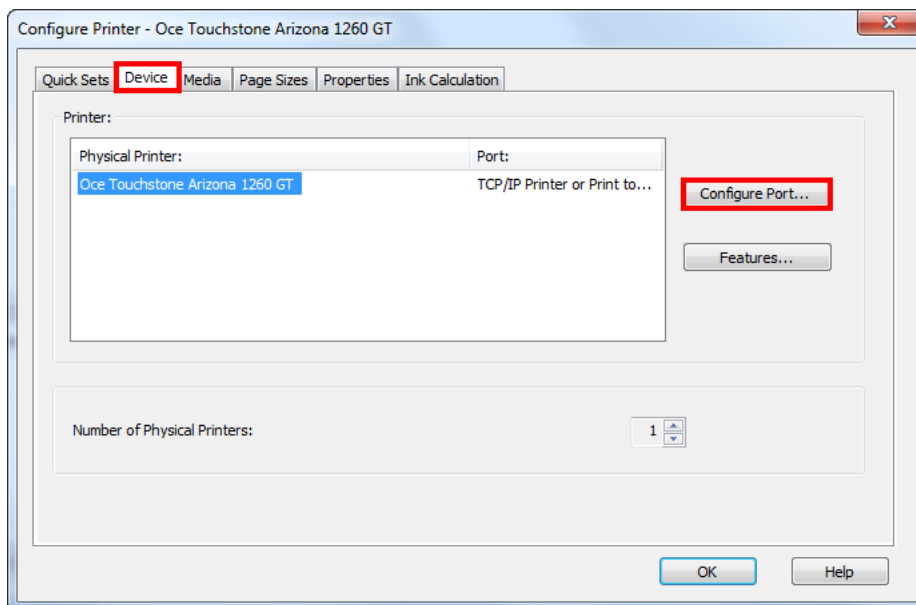 Configure Printer - Oce Touchstone Arizona 1260 GT
Quick Sets Device Media Page Sizes Properties Ink Calculation
Printer:
Physical Printer: Port:
Oce Touchstone Arizona 1260 GT TCP/IP Printer or Print to...
Configure Port...
Features...
Number of Physical Printers: 1
OK Help